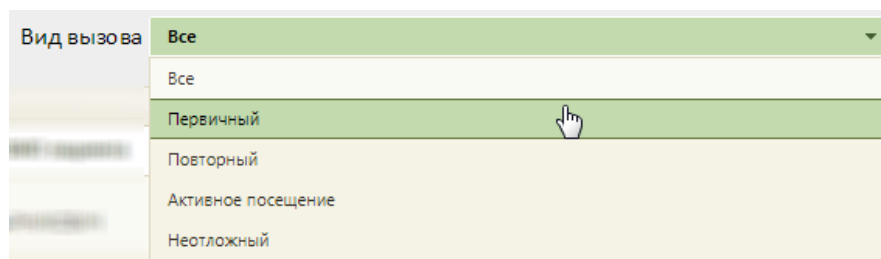 Вид вызова Все
Все
Первичный
Повторный
Активное посещение
Неотложный